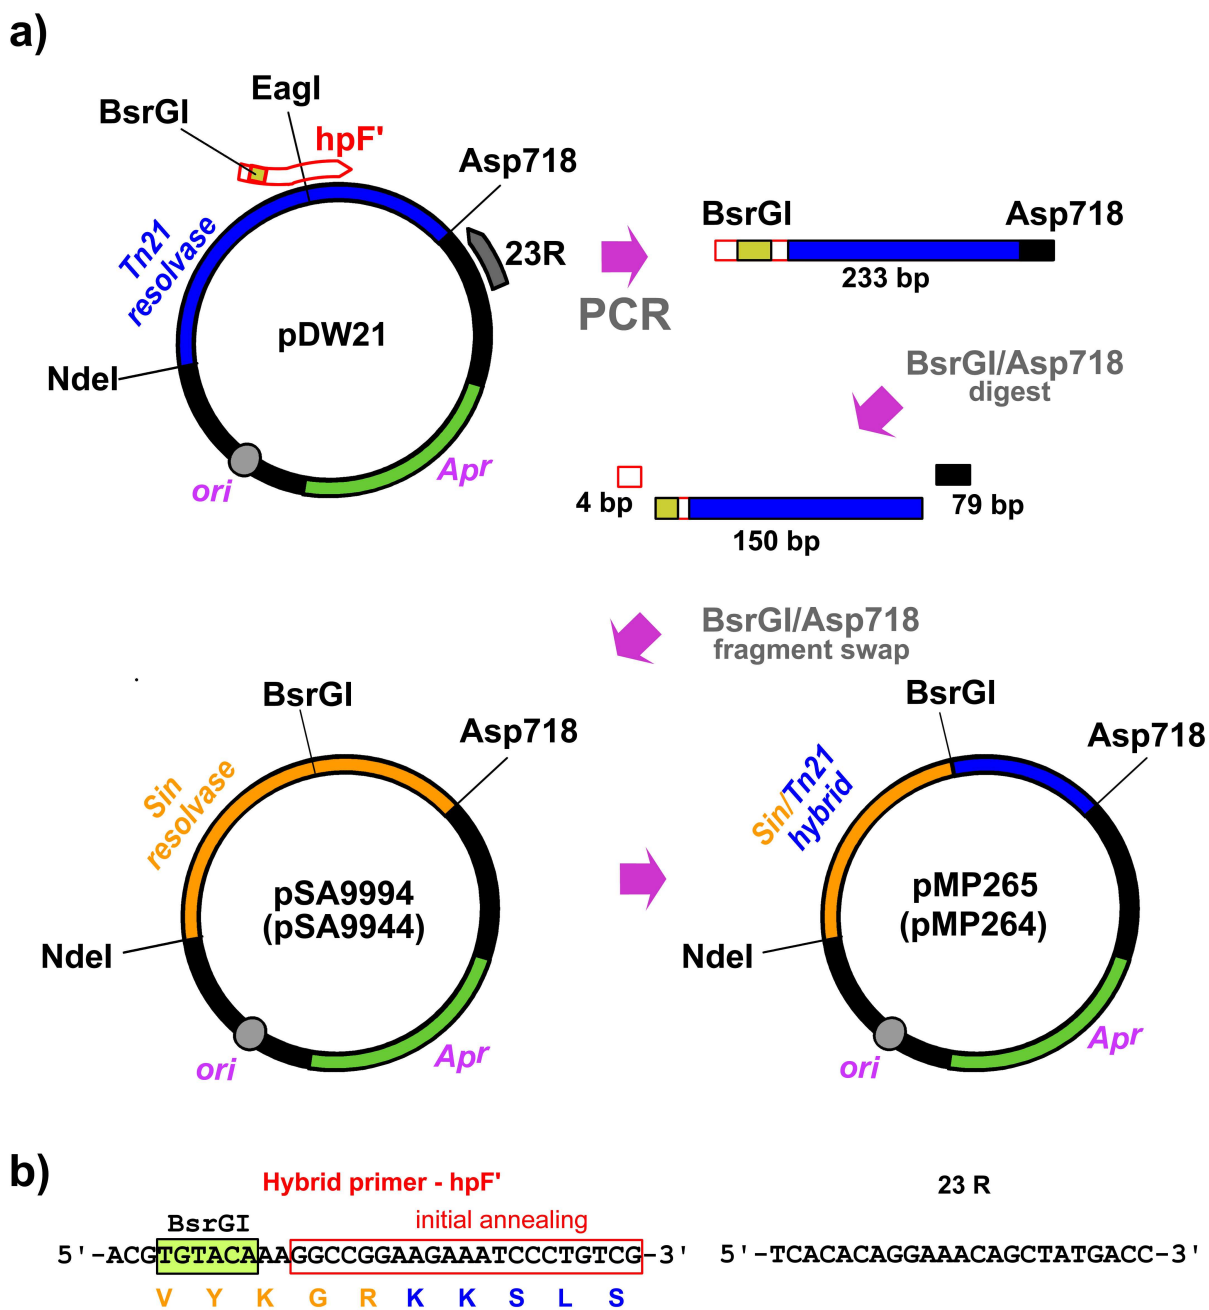 a)
EagI
BsrGI
hpF'
Asp718
Tn21
resolvase
23R
pDW21
NdeI
ori
Apr
PCR
BsrGI
Asp718
233 bp
BsrGI/Asp718
digest
4 bp
79 bp
150 bp
BsrGI/Asp718
fragment swap
BsrGI
Asp718
Sin
resolvase
pSA9994
(pSA9944)
NdeI
ori
Apr
BsrGI
Asp718
Sin/Tn21
hybrid
pMP265
(pMP264)
NdeI
ori
Apr
b)
Hybrid primer - hpF'
23 R
BsrGI
initial annealing
5'-ACGTGTACAAAGGCCGGAAGAAATCCCTGTCG-3'
5'-TCACACAGGAAACAGCTATGACC-3'
V Y K G R K K S L S